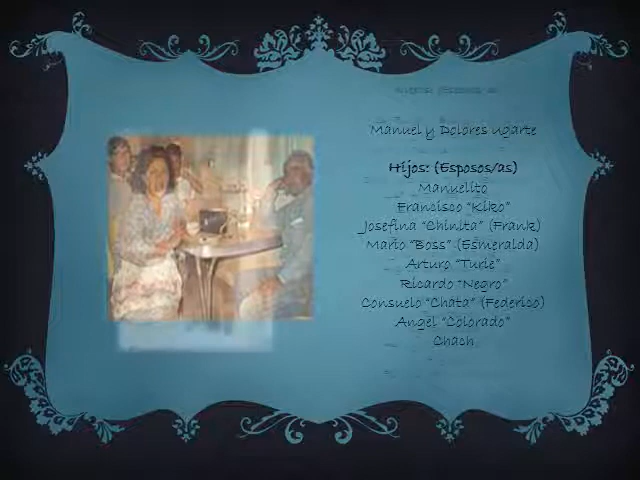 Manuel y Dolores Ugarte
Hijos: (Esposos/as)
Manuelito
Francisco "Kiko"
Josefina "Chinita" (Frank)
Mario "Boss" (Esmeralda)
Arturo "Turie"
Ricardo "Negro"
Consuelo "Chata" (Federico)
Angel "Colorado"
Chach